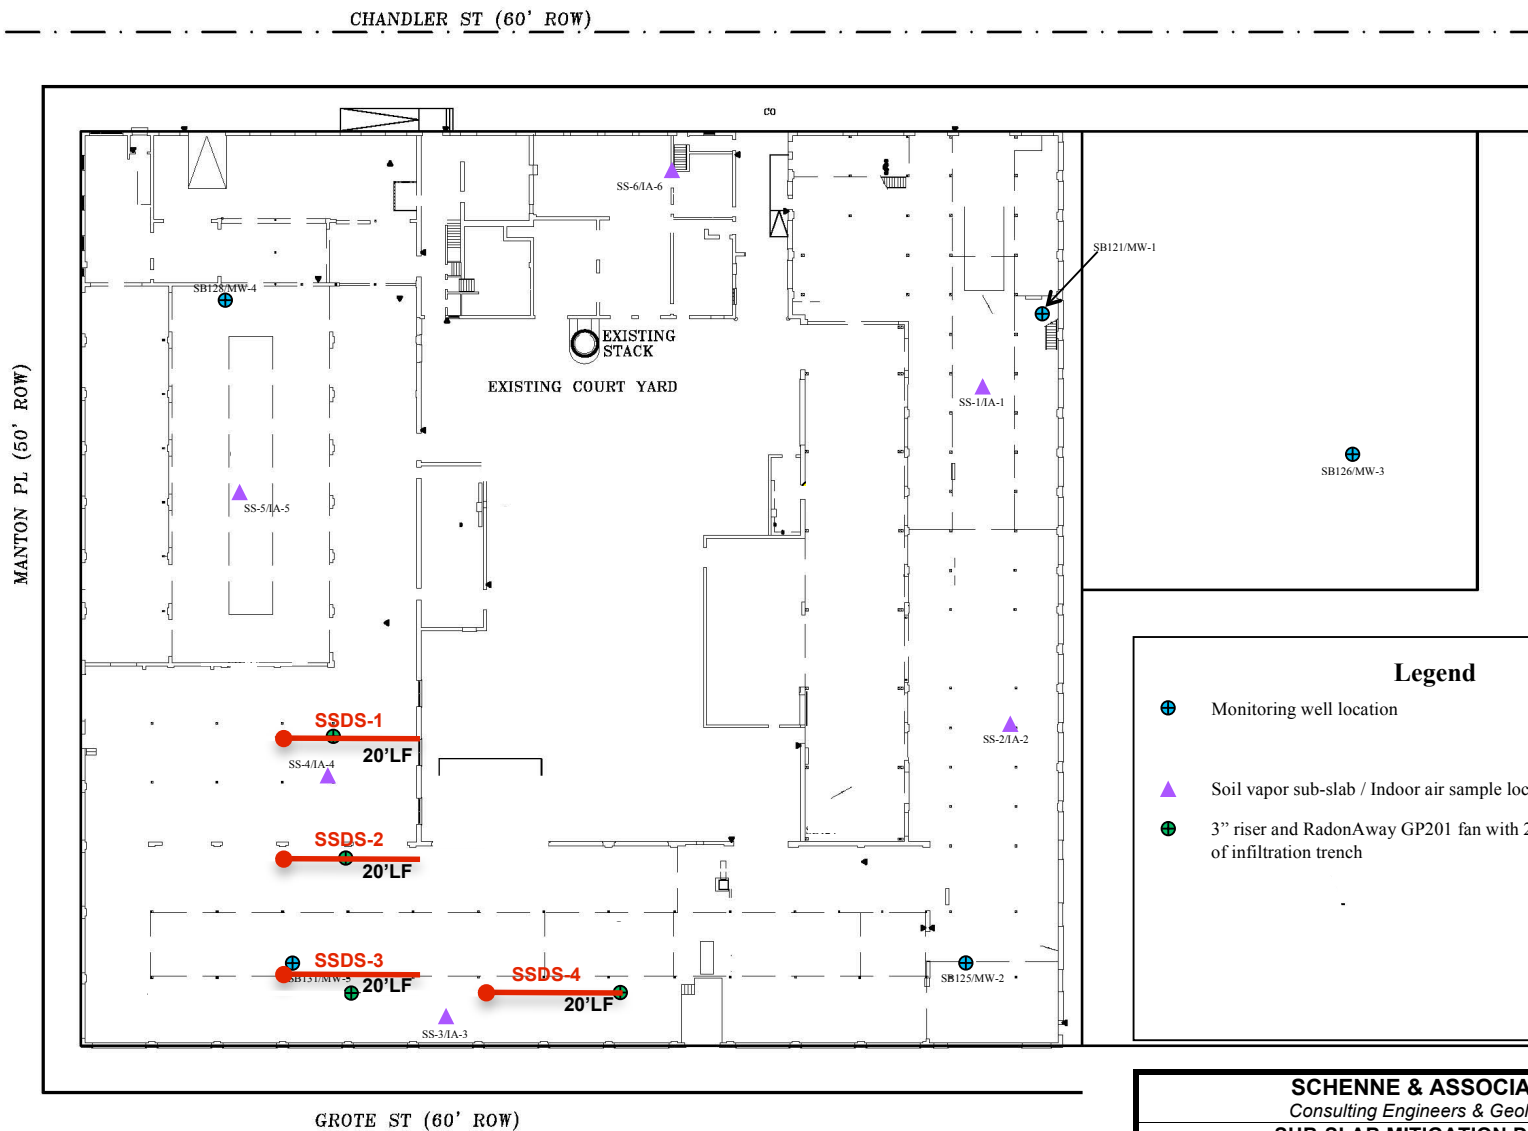 CHANDLER ST (60' ROW)
CO
SS-6/IA-6
SB121/MW-1
SB128/MW-4
EXISTING
STACK
EXISTING COURT YARD
MANTON PL (50' ROW)
SS-1/IA-1
SB126/MW-3
SS-5/IA-5
Legend
Monitoring well location
SSDS-1
20'LF
SS-4/IA-4
SS-2/IA-2
Soil vapor sub-slab / Indoor air sample loc
3” riser and RadonAway GP201 fan with 2
of infiltration trench
-
SSDS-2
20'LF
SSDS-3
SB131/MW-5
20'LF
SSDS-4
20'LF
SB125/MW-2
SS-3/IA-3
SCHENNE & ASSOCIA
Consulting Engineers & Geol
GROTE ST (60' ROW)